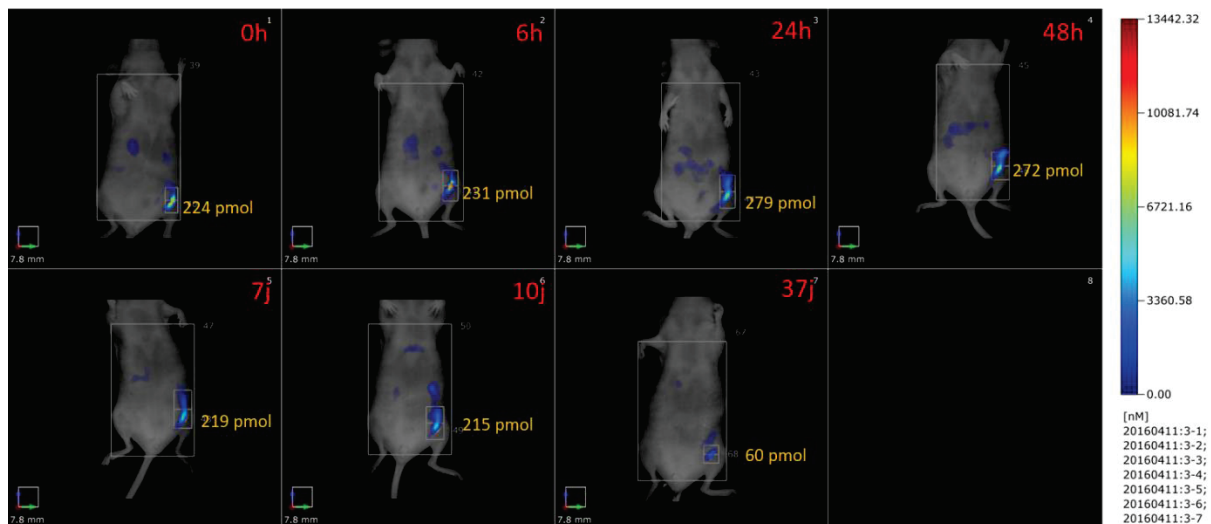 0h
1
6h
2
24h
3
48h
4
39
42
43
45
224 pmol
231 pmol
279 pmol
272 pmol
7.8 mm
7.8 mm
7.8 mm
7.8 mm
7j
5
10j
6
37j
7
8
47
50
67
219 pmol
215 pmol
49
60 pmol
68
7.8 mm
7.8 mm
7.8 mm
13442.32
10081.74
6721.16
3360.58
0.00
[nM]
20160411:3-1;
20160411:3-2;
20160411:3-3;
20160411:3-4;
20160411:3-5;
20160411:3-6;
20160411:3-7